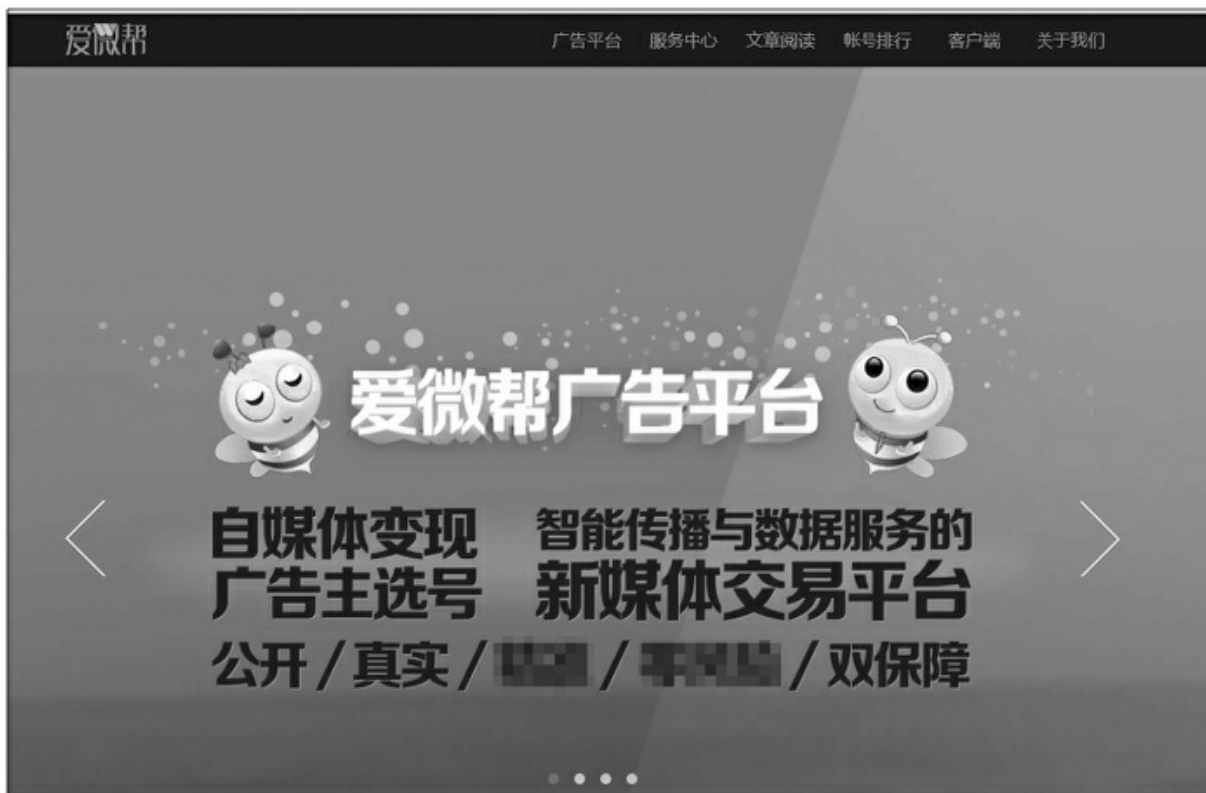 爱微帮
广告平台 服务中心 文章阅读 帐号排行 客户端 关于我们
爱微帮广告平台
自媒体变现 智能传播与数据服务的
广告主选号 新媒体交易平台
公开/真实/ / /双保障